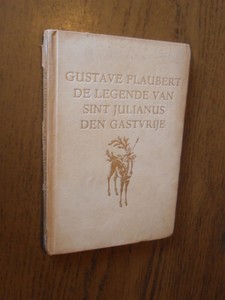 GUSTAVE FLAUBERT
DE LEGENDE VAN
SINT JULIANUS
DEN GASTVRIJE